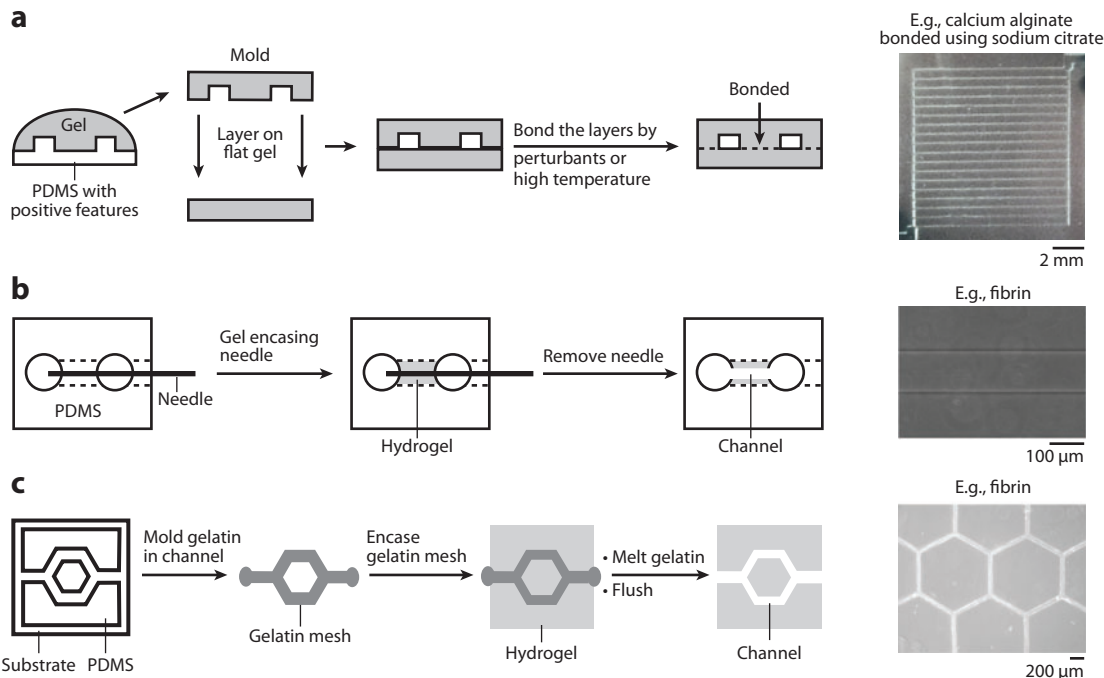 a
E.g., calcium alginate
bonded using sodium citrate
Mold
Gel
Layer on
flat gel
PDMS with
positive features
Bond the layers by
perturbants or
high temperature
Bonded
2 mm
b
E.g., fibrin
PDMS
Needle
Gel encasing
needle
Hydrogel
Remove needle
Channel
100 µm
c
E.g., fibrin
Substrate
PDMS
Mold gelatin
in channel
Gelatin mesh
Encase
gelatin mesh
Hydrogel
• Melt gelatin
• Flush
Channel
200 µm